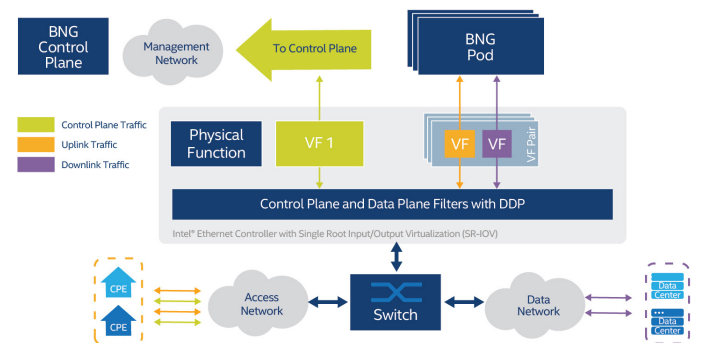 BNG
Control
Plane
Management
Network
To Control Plane
BNG
Pod
Control Plane Traffic
Uplink Traffic
Downlink Traffic
Physical
Function
VF 1
VF
VF
VF Pair
Control Plane and Data Plane Filters with DDP
Intel® Ethernet Controller with Single Root Input/Output Virtualization (SR-IOV)
CPE
CPE
Access
Network
Switch
Data
Network
Data
Center
Data
Center